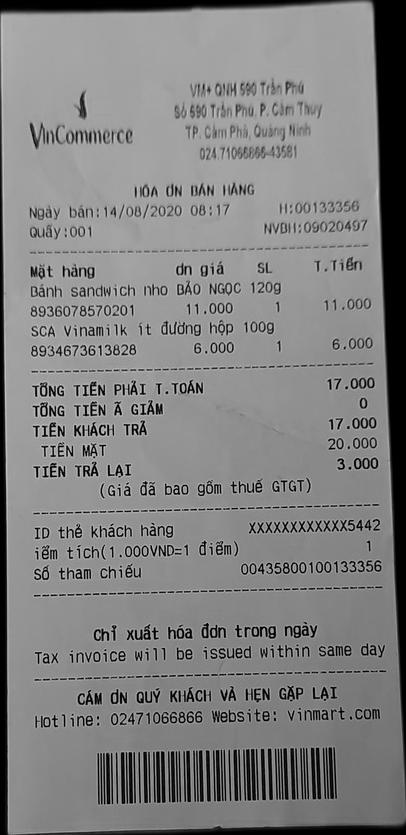 VM+ QNH 590 Trần Phú
Số 590 Trần Phú, P. Cẩm Thủy
TP. Cẩm Phả, Quảng Ninh
024.71066866-43581
VinCommerce
HÓA ƠN BÁN HÀNG
Ngày bán:14/08/2020 08:17 H:00133356
Quầy:001 NVBH:09020497
Mặt hàng ơn giá SL T.Tiền
Bánh sandwich nho BẢO NGỌC 120g
8936078570201 11.000 1 11.000
SCA Vinamilk ít đường hộp 100g
8934673613828 6.000 1 6.000
TỔNG TIỀN PHẢI T.TOÁN 17.000
TỔNG TIỀN Ã GIẢM 0
TIỀN KHÁCH TRẢ 17.000
TIỀN MẶT 20.000
TIỀN TRẢ LẠI 3.000
(Giá đã bao gồm thuế GTGT)
ID thẻ khách hàng XXXXXXXXXXXX5442
iểm tích(1.000VND=1 điểm) 1
Số tham chiếu 00435800100133356
Chỉ xuất hóa đơn trong ngày
Tax invoice will be issued within same day
CẢM ƠN QUÝ KHÁCH VÀ HẸN GẶP LẠI
Hotline: 02471066866 Website: vinmart.com